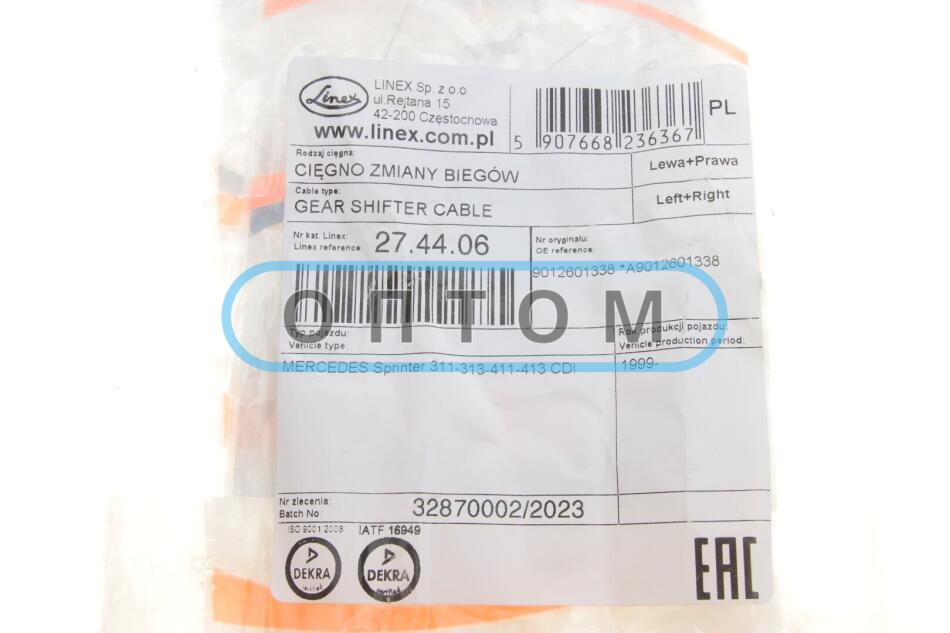 Linex
LINEX Sp. z o.o
ul.Rejtana 15
42-200 Częstochowa
www.linex.com.pl
5 907668 236367
PL
Rodzaj cięgna:
CIĘGNO ZMIANY BIEGÓW
Lewa+Prawa
Cable type:
GEAR SHIFTER CABLE
Left+Right
Nr kat. Linex:
Linex reference:
27.44.06
Nr oryginału:
OE reference:
9012601338 *A9012601338
ОПТОМ
Typ pojazdu:
Vehicle type:
Rok produkcji pojazdu:
Vehicle production period:
MERCEDES Sprinter 311-313-411-413 CDI
1999-
Nr zlecenia:
Batch No:
32870002/2023
ISO 9001:2008
IATF 16949
DEKRA
Certified
DEKRA
Certified
EAC